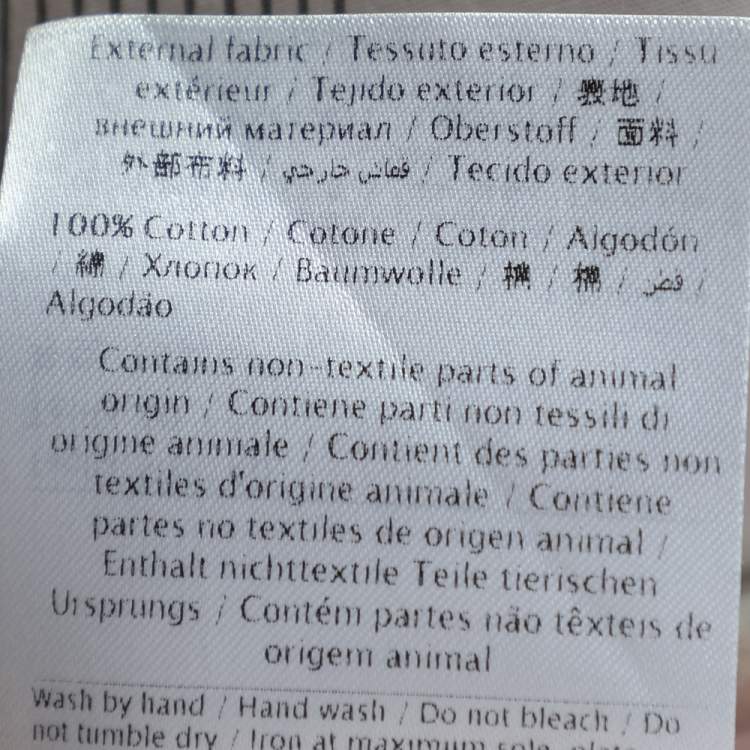 External fabric / Tessuto esterno / Tissu
extérieur / Tejido exterior / 表地 /
внешний материал / Oberstoff / 面料 /
外部布料 / قماش خارجي / Tecido exterior
100% Cotton / Cotone / Coton / Algodón
/ 綿 / Хлопок / Baumwolle / 棉 / 棉 / قطن /
Algodão
Contains non-textile parts of animal
origin / Contiene parti non tessili di
origine animale / Contient des parties non
textiles d'origine animale / Contiene
partes no textiles de origen animal /
Enthalt nichttextile Teile tierischen
Ursprungs / Contém partes não têxteis de
origem animal
Wash by hand / Hand wash / Do not bleach / Do
not tumble dry / Iron at maximum sole-plate